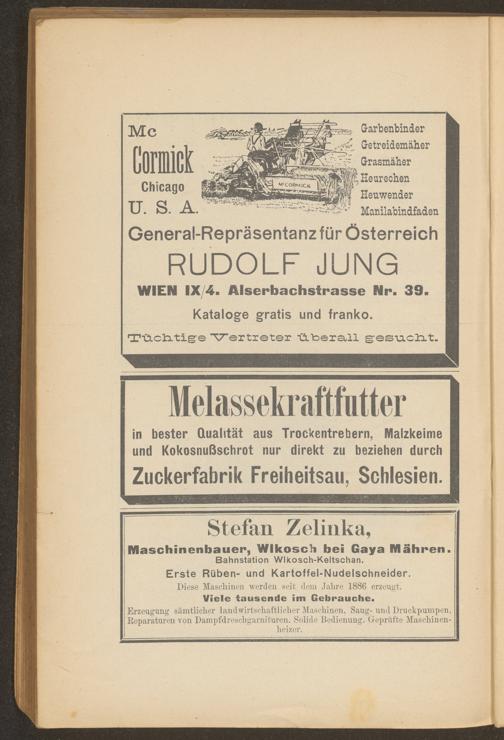 Mc
Cormick
Chicago
U. S. A.
McCORMICK
Garbenbinder
Getreidemäher
Grasmäher
Heurechen
Heuwender
Manilabindfaden
General-Repräsentanz für Österreich
RUDOLF JUNG
WIEN IX/4. Alserbachstrasse Nr. 39.
Kataloge gratis und franko.
Tüchtige Vertreter überall gesucht.
Melassekraftfutter
in bester Qualität aus Trockentrebern, Malzkeime
und Kokosnußschrot nur direkt zu beziehen durch
Zuckerfabrik Freiheitsau, Schlesien.
Stefan Zelinka,
Maschinenbauer, Wlkosch bei Gaya Mähren.
Bahnstation Wlkosch-Keltschan.
Erste Rüben- und Kartoffel-Nudelschneider.
Diese Maschinen werden seit dem Jahre 1886 erzeugt.
Viele tausende im Gebrauche.
Erzeugung sämtlicher landwirtschaftlicher Maschinen, Saug- und Druckpumpen,
Reparaturen von Dampfdreschgarnituren. Solide Bedienung. Geprüfte Maschinen-
heizer.